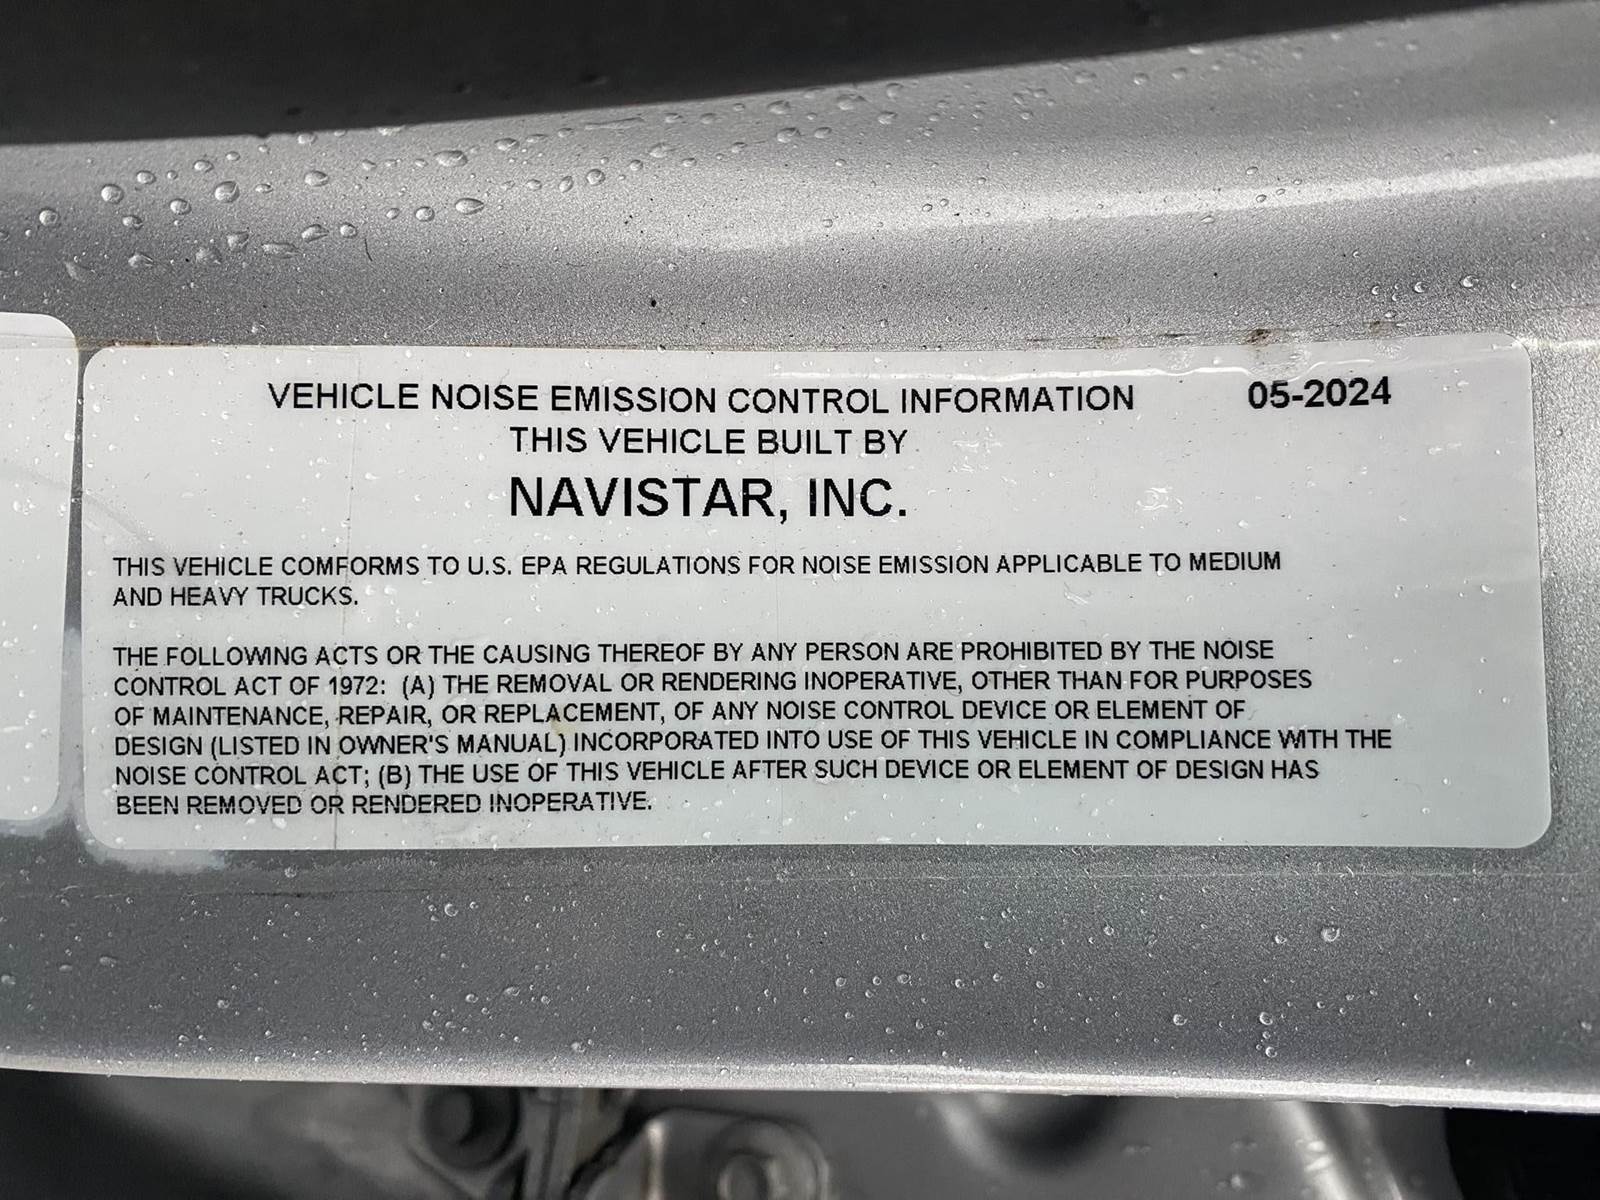 VEHICLE NOISE EMISSION CONTROL INFORMATION 05-2024
THIS VEHICLE BUILT BY
NAVISTAR, INC.
THIS VEHICLE COMFORMS TO U.S. EPA REGULATIONS FOR NOISE EMISSION APPLICABLE TO MEDIUM
AND HEAVY TRUCKS.
THE FOLLOWING ACTS OR THE CAUSING THEREOF BY ANY PERSON ARE PROHIBITED BY THE NOISE
CONTROL ACT OF 1972: (A) THE REMOVAL OR RENDERING INOPERATIVE, OTHER THAN FOR PURPOSES
OF MAINTENANCE, REPAIR, OR REPLACEMENT, OF ANY NOISE CONTROL DEVICE OR ELEMENT OF
DESIGN (LISTED IN OWNER'S MANUAL) INCORPORATED INTO USE OF THIS VEHICLE IN COMPLIANCE WITH THE
NOISE CONTROL ACT; (B) THE USE OF THIS VEHICLE AFTER SUCH DEVICE OR ELEMENT OF DESIGN HAS
BEEN REMOVED OR RENDERED INOPERATIVE.